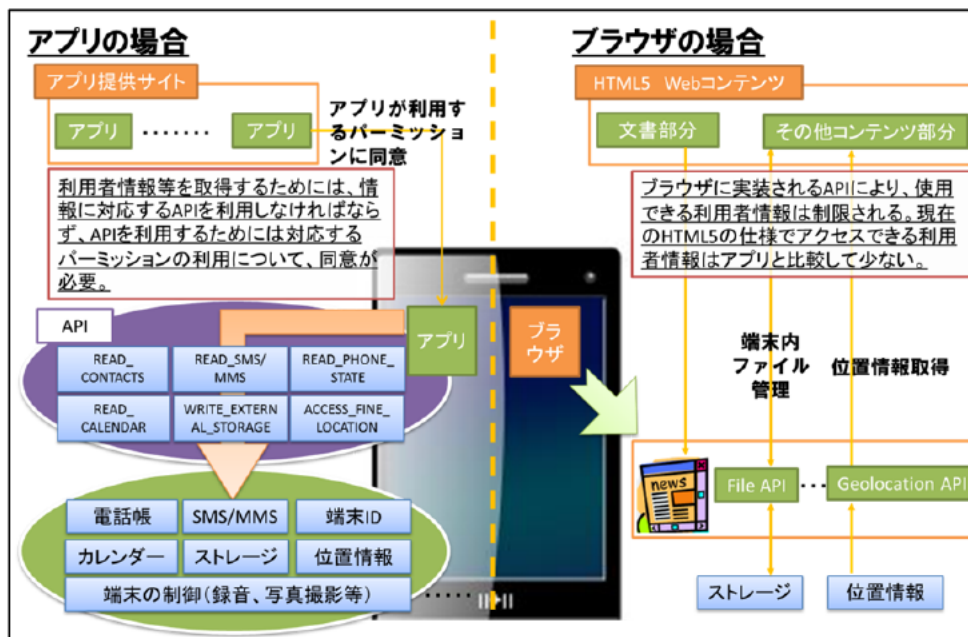 アプリの場合
アプリ提供サイト
アプリ
・・・・・・
アプリ
アプリが利用す
るパーミッショ
ンに同意
利用者情報等を取得するためには、情
報に対応するAPIを利用しなければなら
ず、APIを利用するためには対応する
パーミッションの利用について、同意が
必要。
API
READ_
CONTACTS
READ_SMS/
MMS
READ_PHONE_
STATE
READ_
CALENDAR
WRITE_EXTERN
AL_STORAGE
ACCESS_FINE_
LOCATION
アプリ
電話帳
SMS/MMS
端末ID
カレンダー
ストレージ
位置情報
端末の制御(録音、写真撮影等)
ブラウザの場合
HTML5 Webコンテンツ
文書部分
その他コンテンツ部分
ブラウザに実装されるAPIにより、使用
できる利用者情報は制限される。現在
のHTML5の仕様でアクセスできる利用
者情報はアプリと比較して少ない。
ブラ
ウザ
端末内
ファイル
管理
位置情報取得
news
File API
・・・
Geolocation API
ストレージ
位置情報